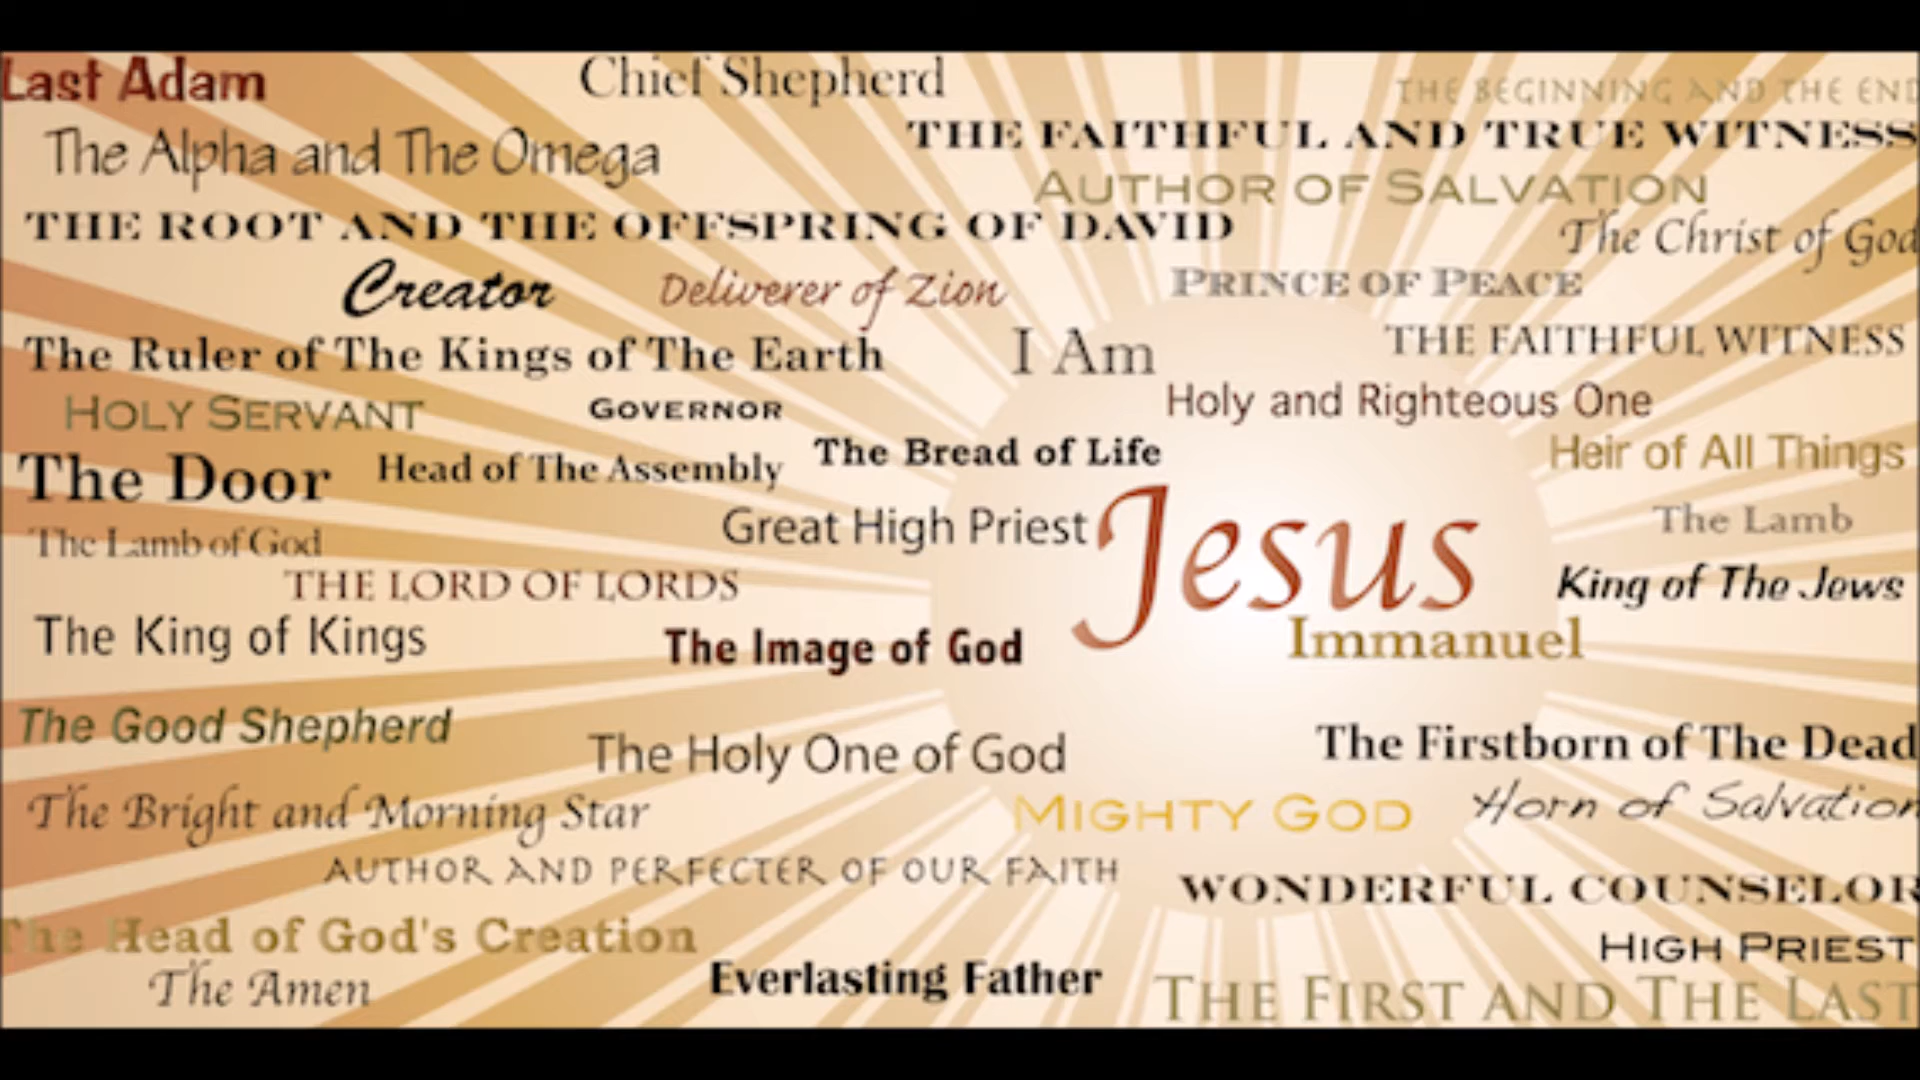 Last Adam
Chief Shepherd
THE BEGINNING AND THE END
The Alpha and The Omega
THE FAITHFUL AND TRUE WITNESS
AUTHOR OF SALVATION
THE ROOT AND THE OFFSPRING OF DAVID
The Christ of God
Creator
Deliverer of Zion
PRINCE OF PEACE
The Ruler of The Kings of The Earth
I Am
THE FAITHFUL WITNESS
HOLY SERVANT
GOVERNOR
Holy and Righteous One
The Door
Head of The Assembly
The Bread of Life
Heir of All Things
The Lamb of God
Great High Priest
Jesus
The Lamb
THE LORD OF LORDS
King of The Jews
The King of Kings
The Image of God
Immanuel
The Good Shepherd
The Holy One of God
The Firstborn of The Dead
The Bright and Morning Star
MIGHTY GOD
Horn of Salvation
AUTHOR AND PERFECTER OF OUR FAITH
WONDERFUL COUNSELOR
The Head of God's Creation
HIGH PRIEST
The Amen
Everlasting Father
THE FIRST AND THE LAST